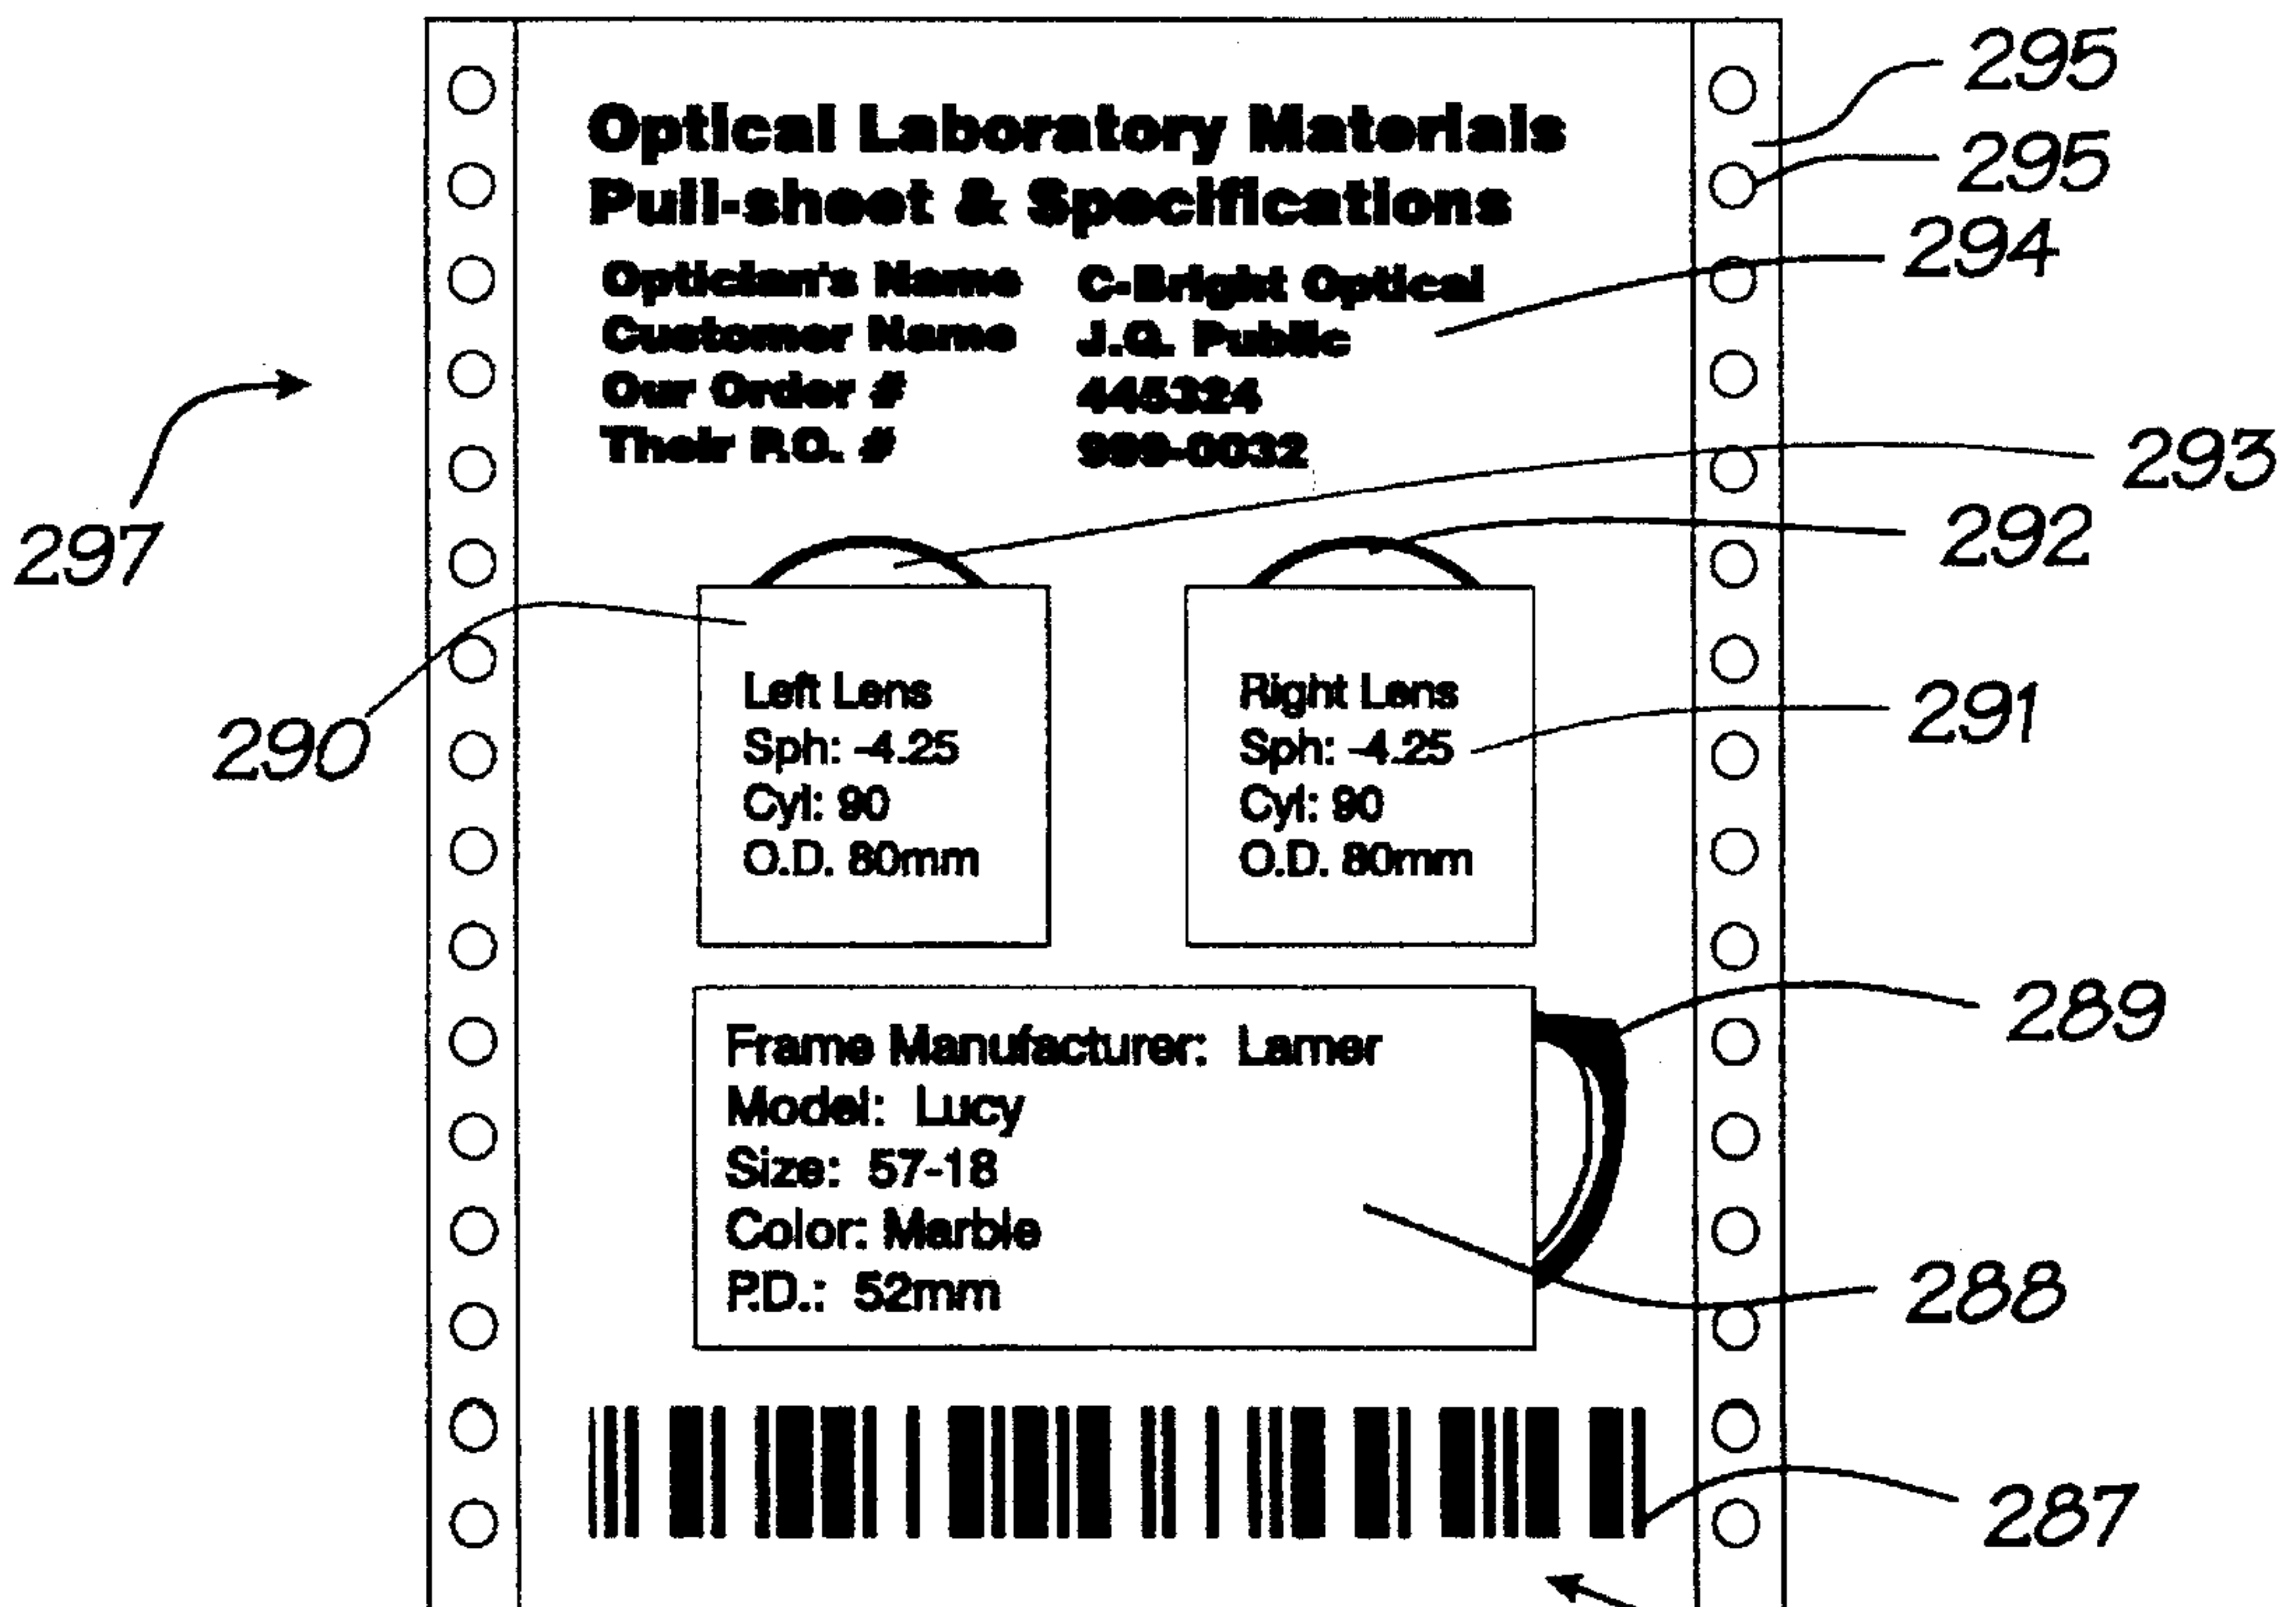 Optical Laboratory Materials
Pull-sheet & Specifications
Optician's Name C-Bright Optical
Customer Name J.Q. Public
Our Order # 445324
Their P.O. # 999-0032
Left Lens
Sph: -4.25
Cyl: 90
O.D. 80mm
Right Lens
Sph: -4.25
Cyl: 90
O.D. 80mm
Frame Manufacturer: Lamer
Model: Lucy
Size: 57-18
Color: Marble
P.D.: 52mm
295
295
294
293
292
297
290
291
289
288
287